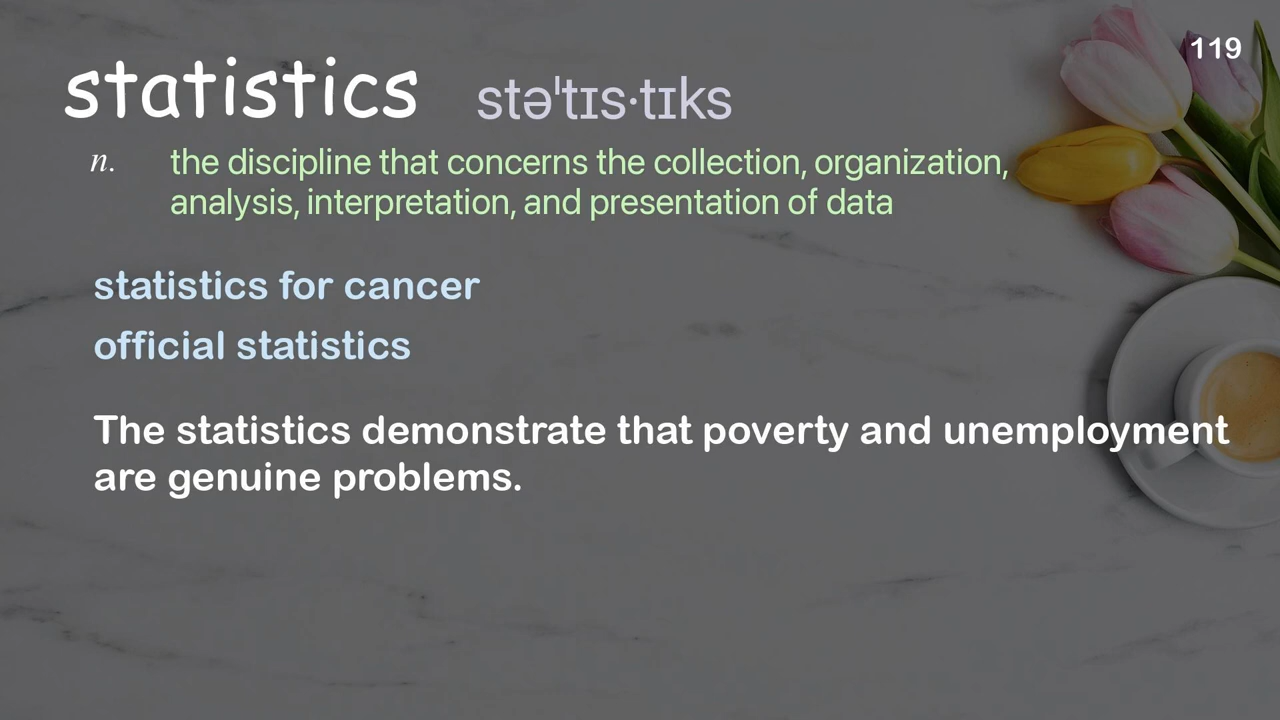 119
statistics stəˈtɪs·tɪks
n. the discipline that concerns the collection, organization,
analysis, interpretation, and presentation of data
statistics for cancer
official statistics
The statistics demonstrate that poverty and unemployment
are genuine problems.